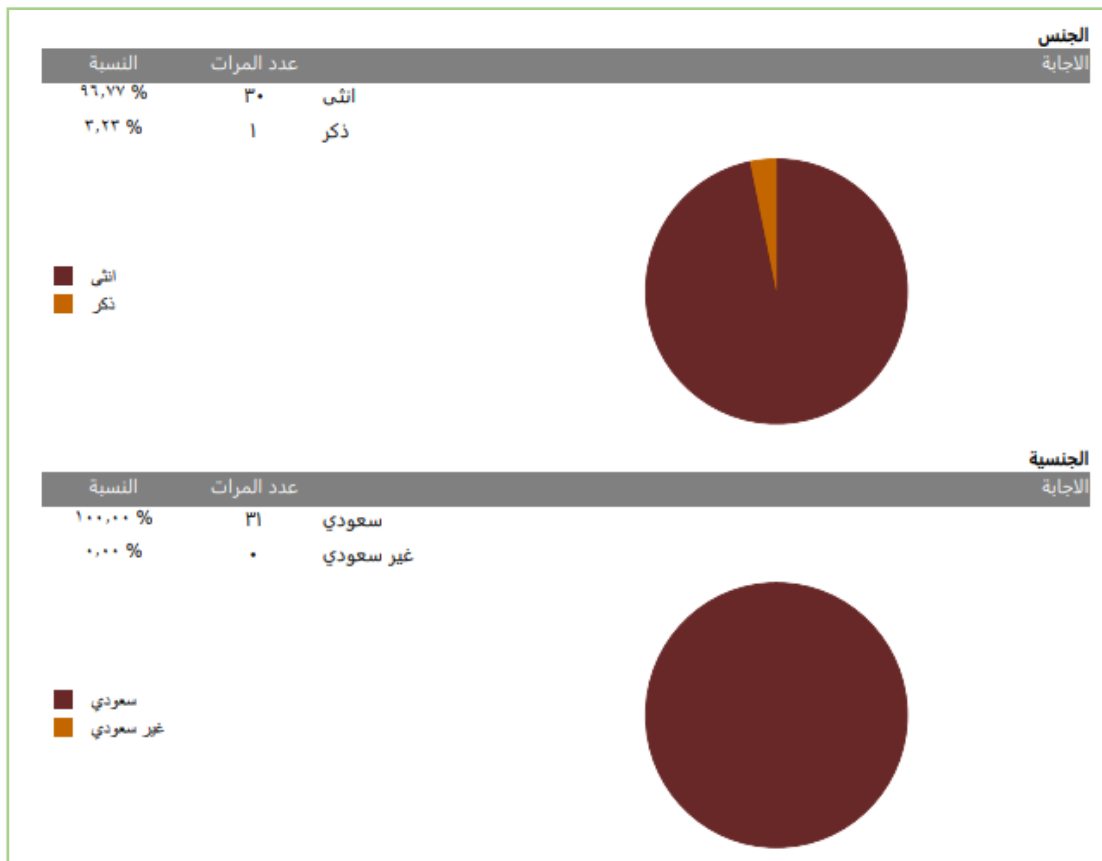 الجنس
الاجابة عدد المرات النسبة
انثى ٣٠ ٩٦,٧٧ %
ذكر ١ ٣,٢٣ %
انثى
ذكر
الجنسية
الاجابة عدد المرات النسبة
سعودي ٣١ ١٠٠,٠٠ %
غير سعودي ٠ ٠,٠٠ %
سعودي
غير سعودي